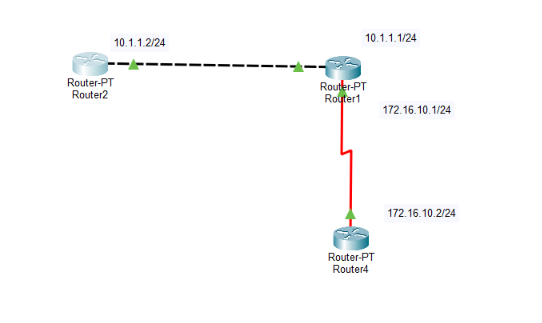 10.1.1.2/24
10.1.1.1/24
Router-PT
Router2
Router-PT
Router1
172.16.10.1/24
172.16.10.2/24
Router-PT
Router4